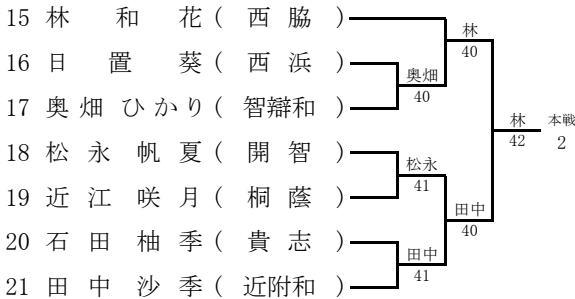 15 林 和 花 ( 西 脇 )
16 日 置 葵 ( 西 浜 )
17 奥 畑 ひかり ( 智辯和 )
18 松 永 帆 夏 ( 開 智 )
19 近 江 咲 月 ( 桐 蔭 )
20 石 田 柚 季 ( 貴 志 )
21 田 中 沙 季 ( 近附和 )
奥畑
40
松永
41
田中
41
林
40
田中
40
林
42
本戦
2